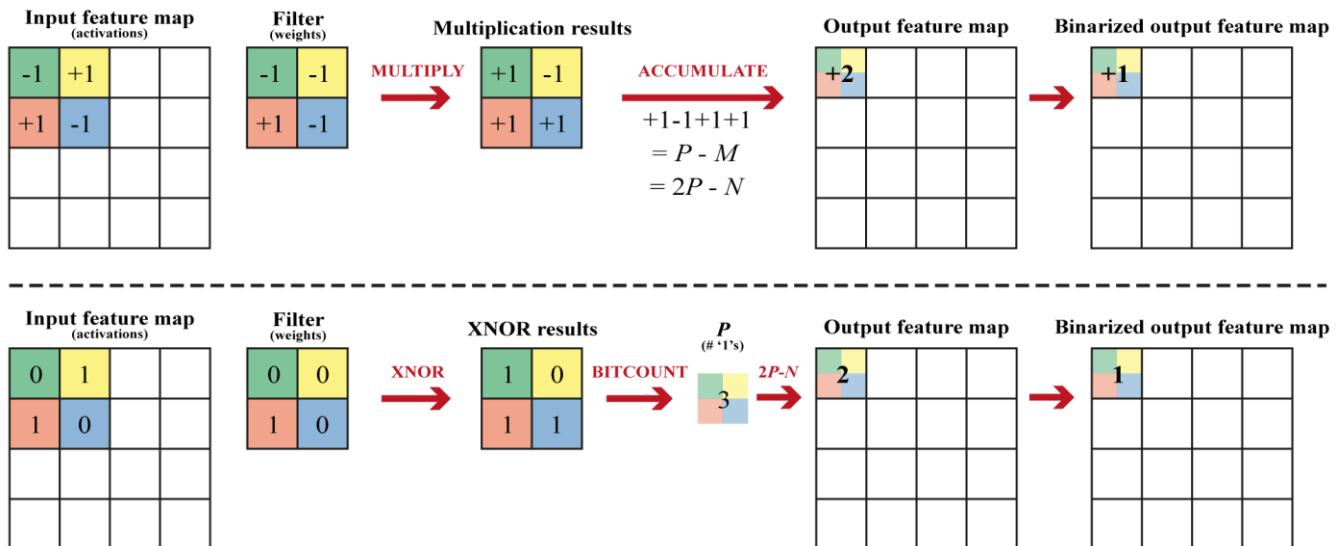 Input feature map
(activations)
Filter
(weights)
Multiplication results
Output feature map
Binarized output feature map
-1 +1
+1 -1
-1 -1
+1 -1
MULTIPLY
+1 -1
+1 +1
ACCUMULATE
+1-1+1+1
= P - M
= 2P - N
+2
+1
Input feature map
(activations)
Filter
(weights)
XNOR results
P
(# '1's)
Output feature map
Binarized output feature map
0 1
1 0
0 0
1 0
XNOR
1 0
1 1
BITCOUNT
3
2P-N
2
1